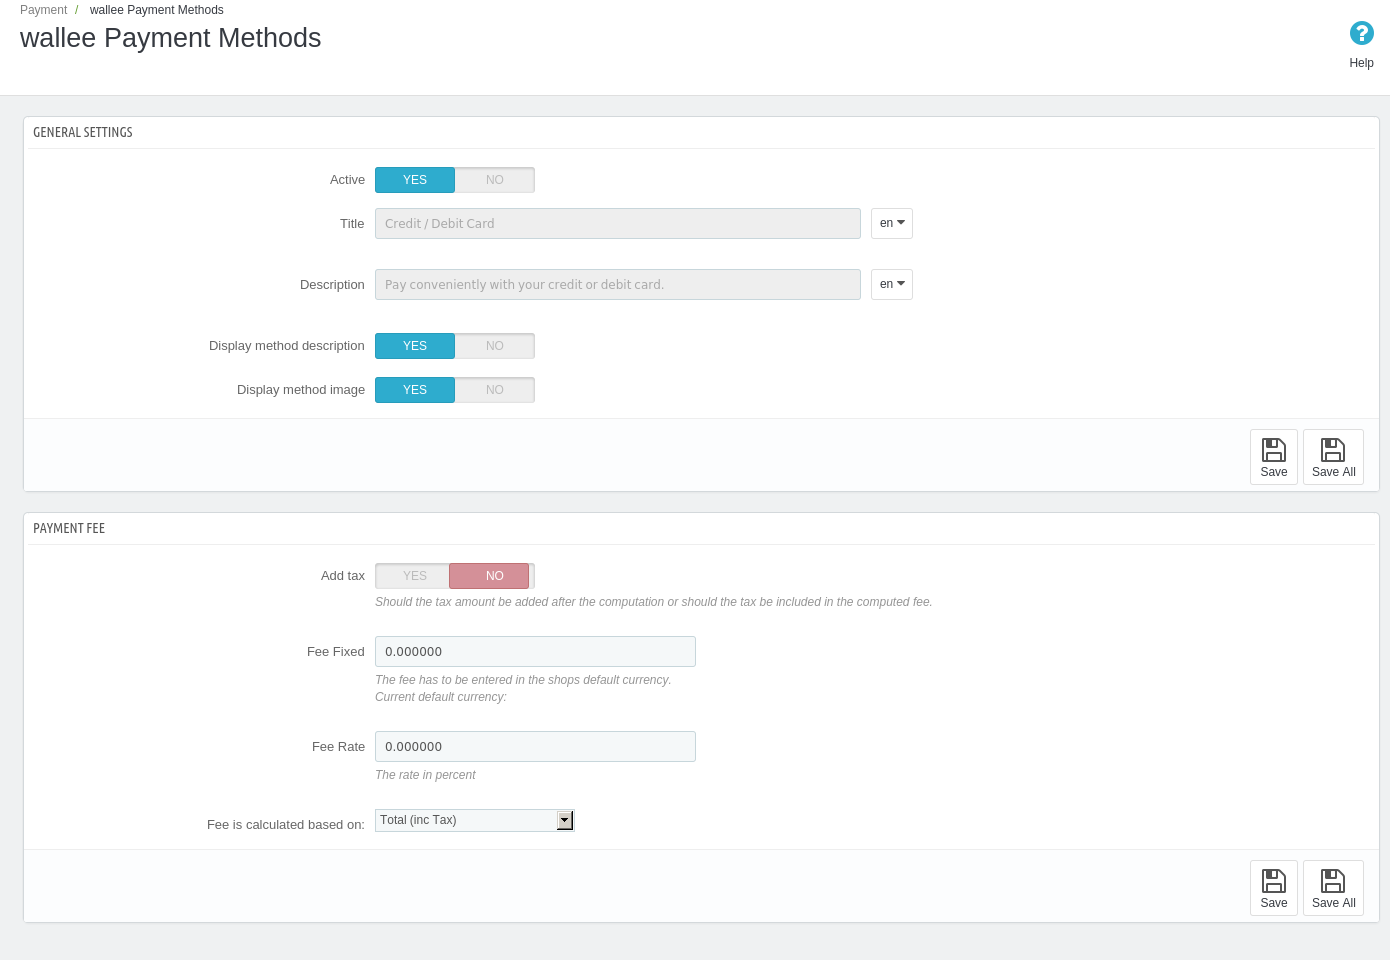 Payment / wallee Payment Methods
wallee Payment Methods
Help
GENERAL SETTINGS
Active YES NO
Title Credit / Debit Card en
Description Pay conveniently with your credit or debit card. en
Display method description YES NO
Display method image YES NO
Save Save All
PAYMENT FEE
Add tax YES NO
Should the tax amount be added after the computation or should the tax be included in the computed fee.
Fee Fixed 0.000000
The fee has to be entered in the shops default currency.
Current default currency:
Fee Rate 0.000000
The rate in percent
Fee is calculated based on: Total (inc Tax)
Save Save All